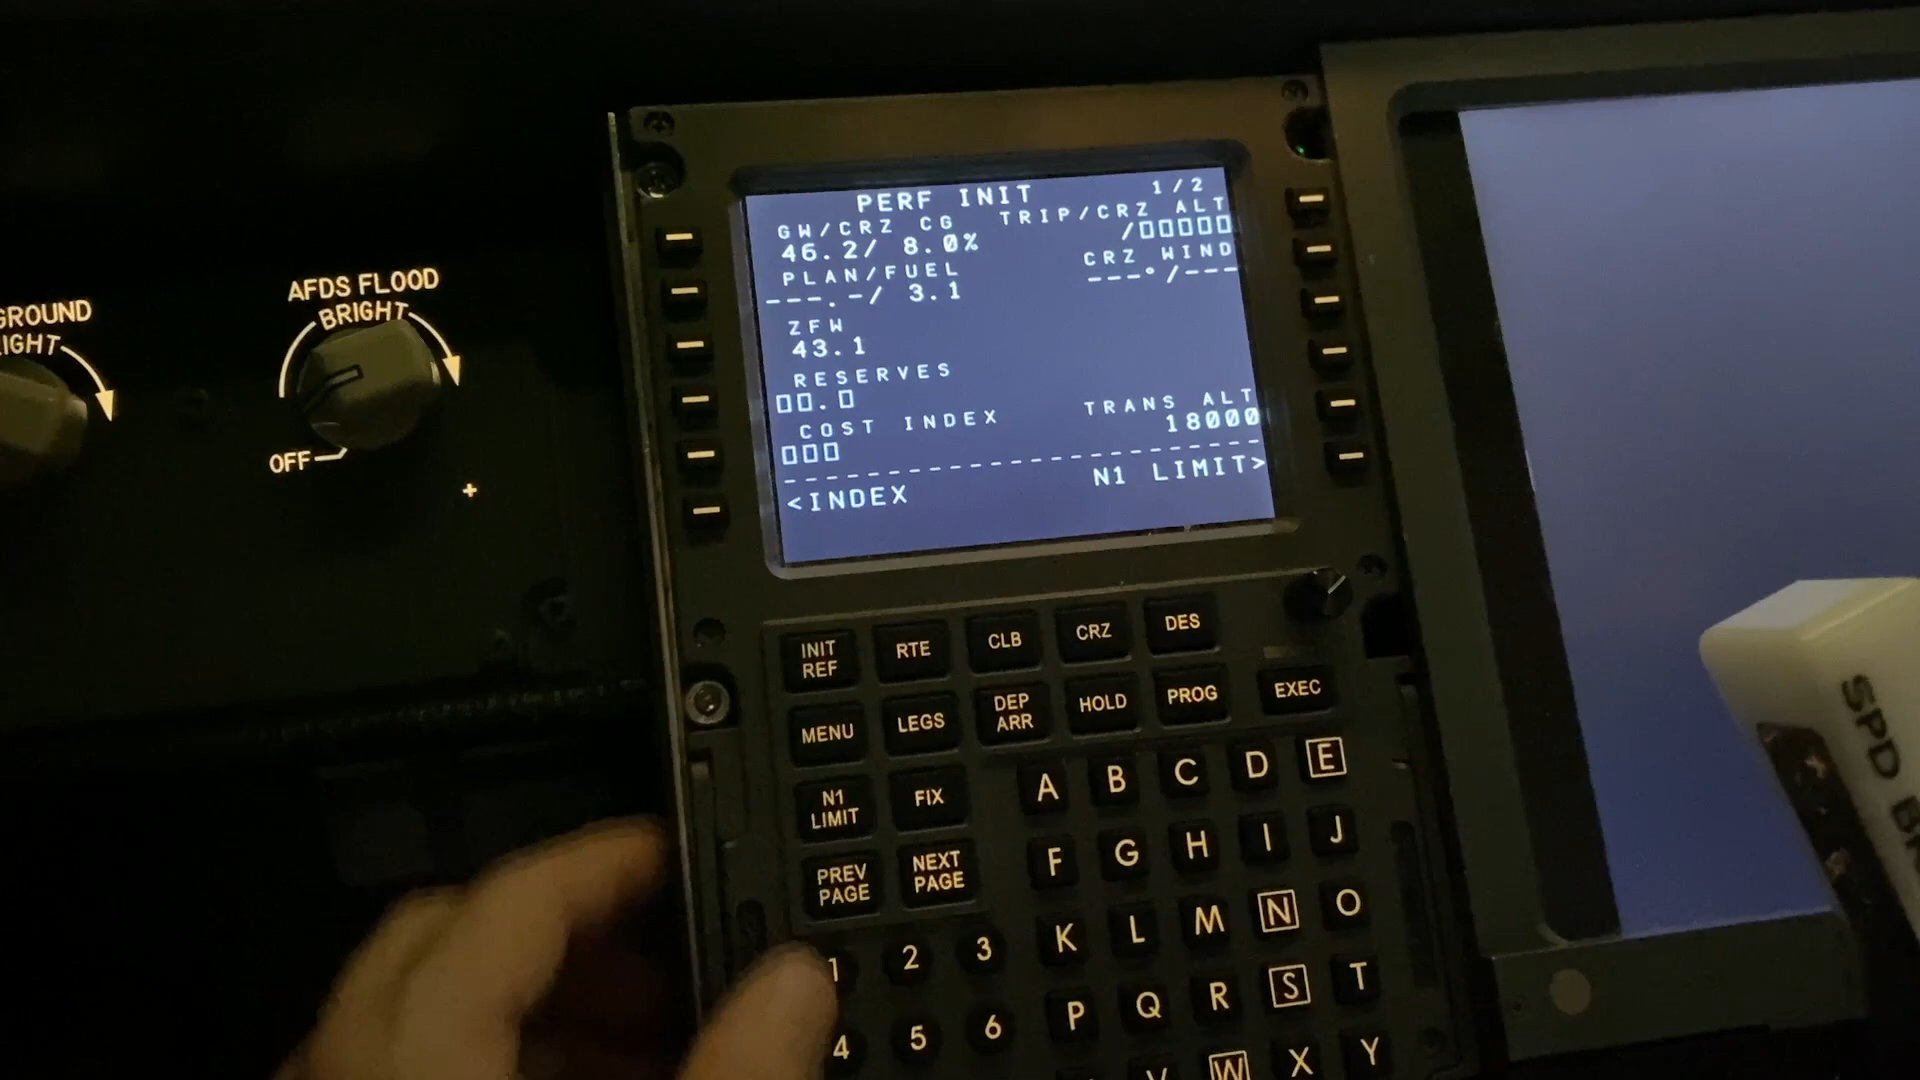 GROUND
IGHT
AFDS FLOOD
BRIGHT
OFF
PERF INIT 1/2
GW/CRZ CG TRIP/CRZ ALT
46.2/ 8.0% /□□□□□
PLAN/FUEL CRZ WIND
---.-/ 3.1 ---°/---
ZFW
43.1
RESERVES
□□.□
COST INDEX TRANS ALT
□□□ 18000
--------------------
<INDEX N1 LIMIT>
INIT REF RTE CLB CRZ DES
MENU LEGS DEP ARR HOLD PROG EXEC
N1 LIMIT FIX
PREV PAGE NEXT PAGE
A B C D E
F G H I J
1 2 3 K L M N O
4 5 6 P Q R S T
V W X Y
SPD